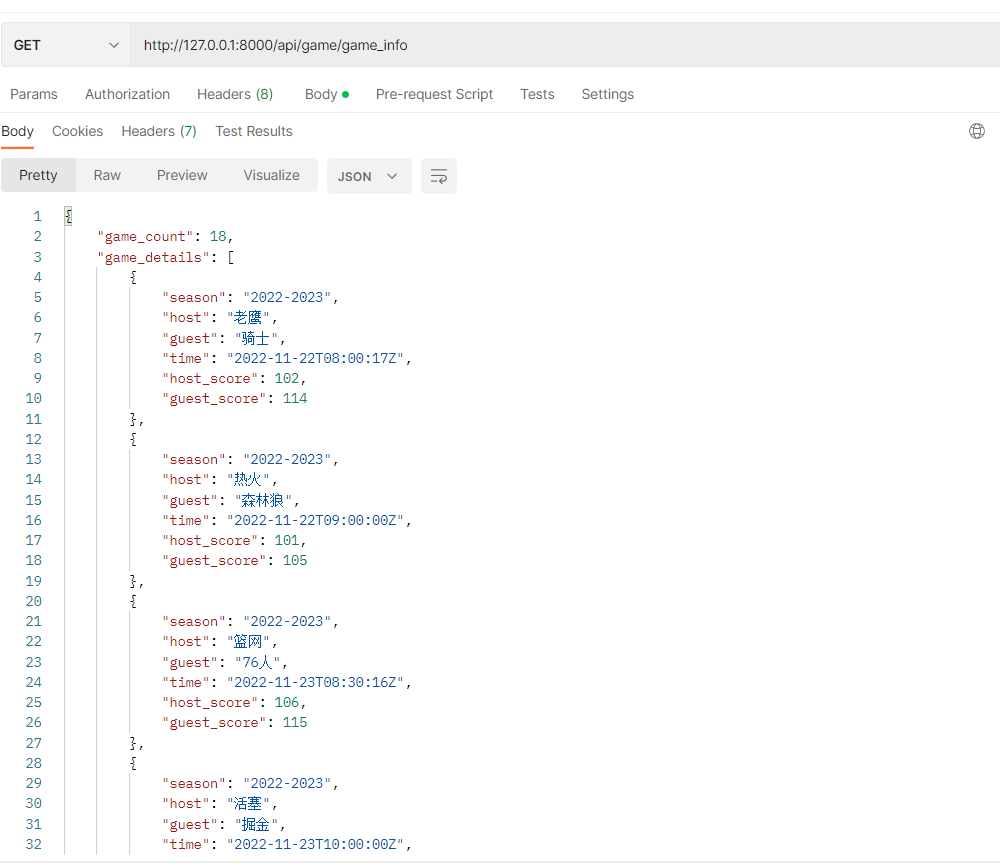 GET http://127.0.0.1:8000/api/game/game_info
Params Authorization Headers (8) Body Pre-request Script Tests Settings
Body Cookies Headers (7) Test Results
Pretty Raw Preview Visualize JSON
1 {
2 "game_count": 18,
3 "game_details": [
4 {
5 "season": "2022-2023",
6 "host": "老鹰",
7 "guest": "骑士",
8 "time": "2022-11-22T08:00:17Z",
9 "host_score": 102,
10 "guest_score": 114
11 },
12 {
13 "season": "2022-2023",
14 "host": "热火",
15 "guest": "森林狼",
16 "time": "2022-11-22T09:00:00Z",
17 "host_score": 101,
18 "guest_score": 105
19 },
20 {
21 "season": "2022-2023",
22 "host": "篮网",
23 "guest": "76人",
24 "time": "2022-11-23T08:30:16Z",
25 "host_score": 106,
26 "guest_score": 115
27 },
28 {
29 "season": "2022-2023",
30 "host": "活塞",
31 "guest": "掘金",
32 "time": "2022-11-23T10:00:00Z",